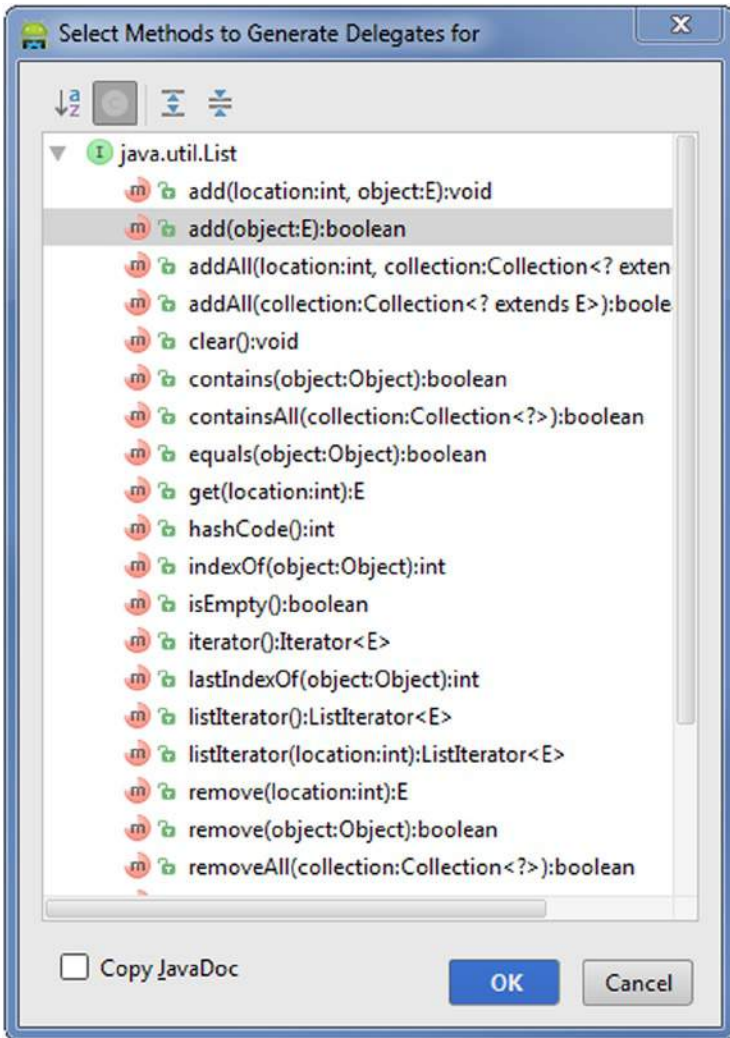 Select Methods to Generate Delegates for
java.util.List
add(location:int, object:E):void
add(object:E):boolean
addAll(location:int, collection:Collection<? exten
addAll(collection:Collection<? extends E>):boole
clear():void
contains(object:Object):boolean
containsAll(collection:Collection<?>):boolean
equals(object:Object):boolean
get(location:int):E
hashCode():int
indexOf(object:Object):int
isEmpty():boolean
iterator():Iterator<E>
lastIndexOf(object:Object):int
listIterator():ListIterator<E>
listIterator(location:int):ListIterator<E>
remove(location:int):E
remove(object:Object):boolean
removeAll(collection:Collection<?>):boolean
Copy JavaDoc
OK Cancel